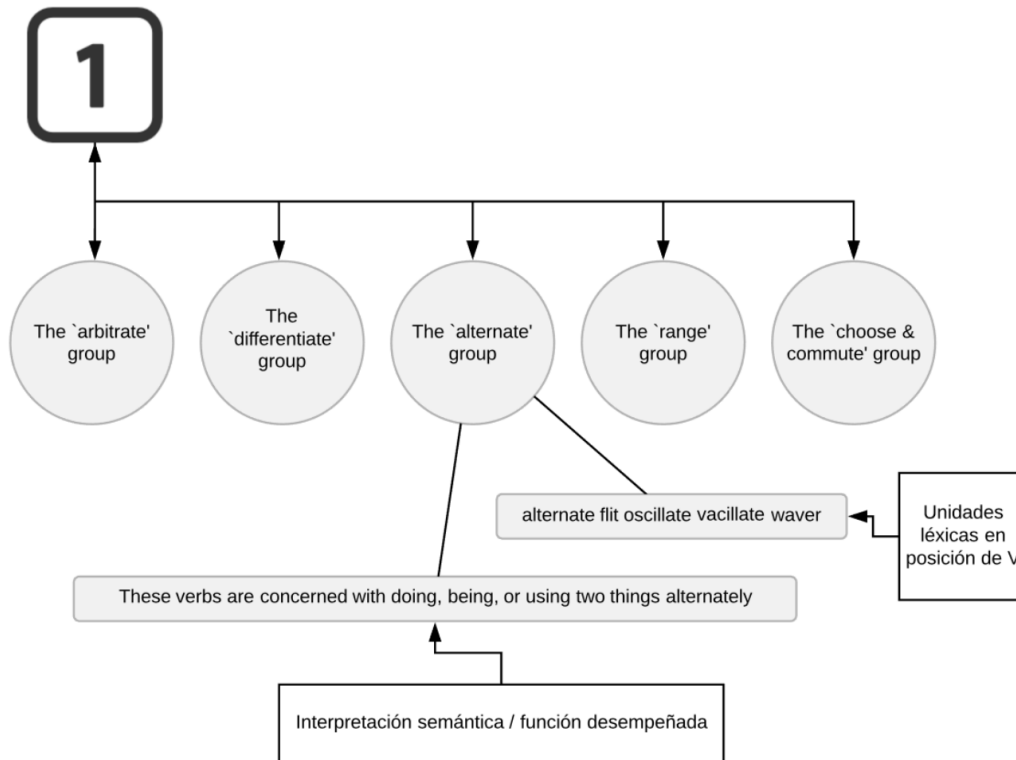 1
The `arbitrate'
group
The
`differentiate'
group
The `alternate'
group
The `range'
group
The `choose &
commute' group
alternate flit oscillate vacillate waver
Unidades
léxicas en
posición de V
These verbs are concerned with doing, being, or using two things alternately
Interpretación semántica / función desempeñada